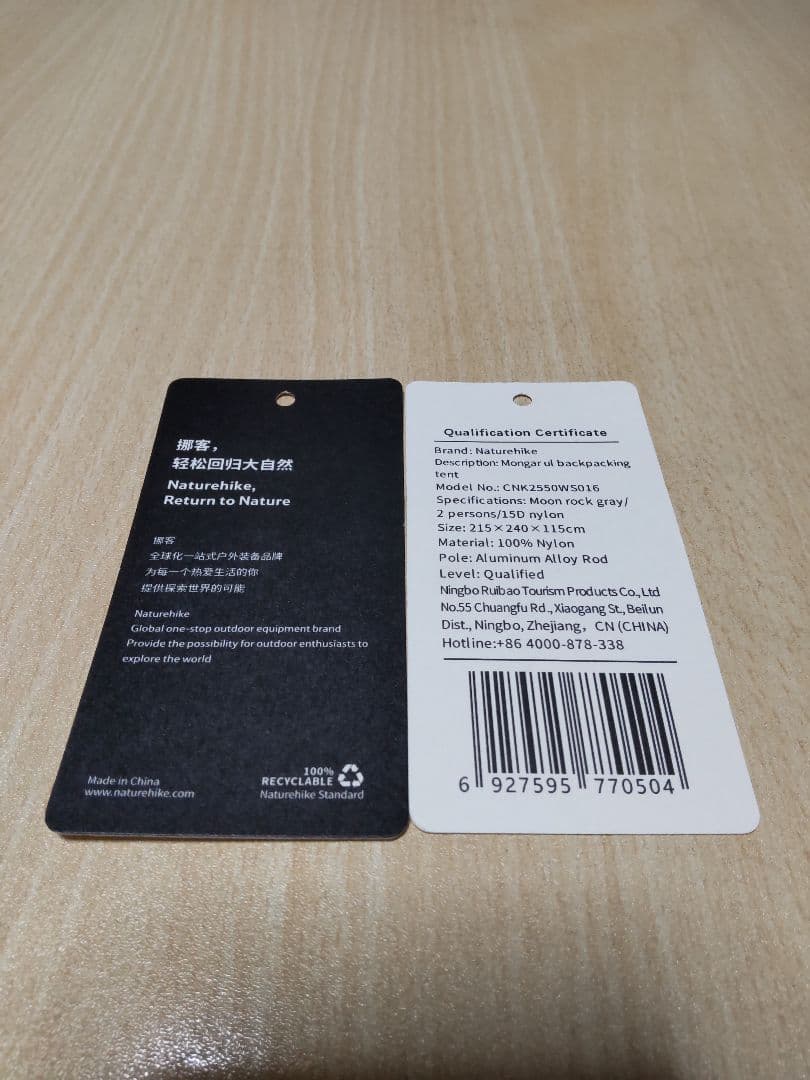 挪客，
轻松回归大自然
Naturehike,
Return to Nature
挪客
全球化一站式户外装备品牌
为每一个热爱生活的你
提供探索世界的可能
Naturehike
Global one-stop outdoor equipment brand
Provide the possibility for outdoor enthusiasts to
explore the world
Made in China
www.naturehike.com
100%
RECYCLABLE
Naturehike Standard
Qualification Certificate
Brand: Naturehike
Description: Mongar ul backpacking
tent
Model No.: CNK2550WS016
Specifications: Moon rock gray/
2 persons/15D nylon
Size: 215×240×115cm
Material: 100% Nylon
Pole: Aluminum Alloy Rod
Level: Qualified
Ningbo Ruibao Tourism Products Co., Ltd
No.55 Chuangfu Rd., Xiaogang St., Beilun
Dist., Ningbo, Zhejiang, CN (CHINA)
Hotline:+86 4000-878-338
6 927595 770504